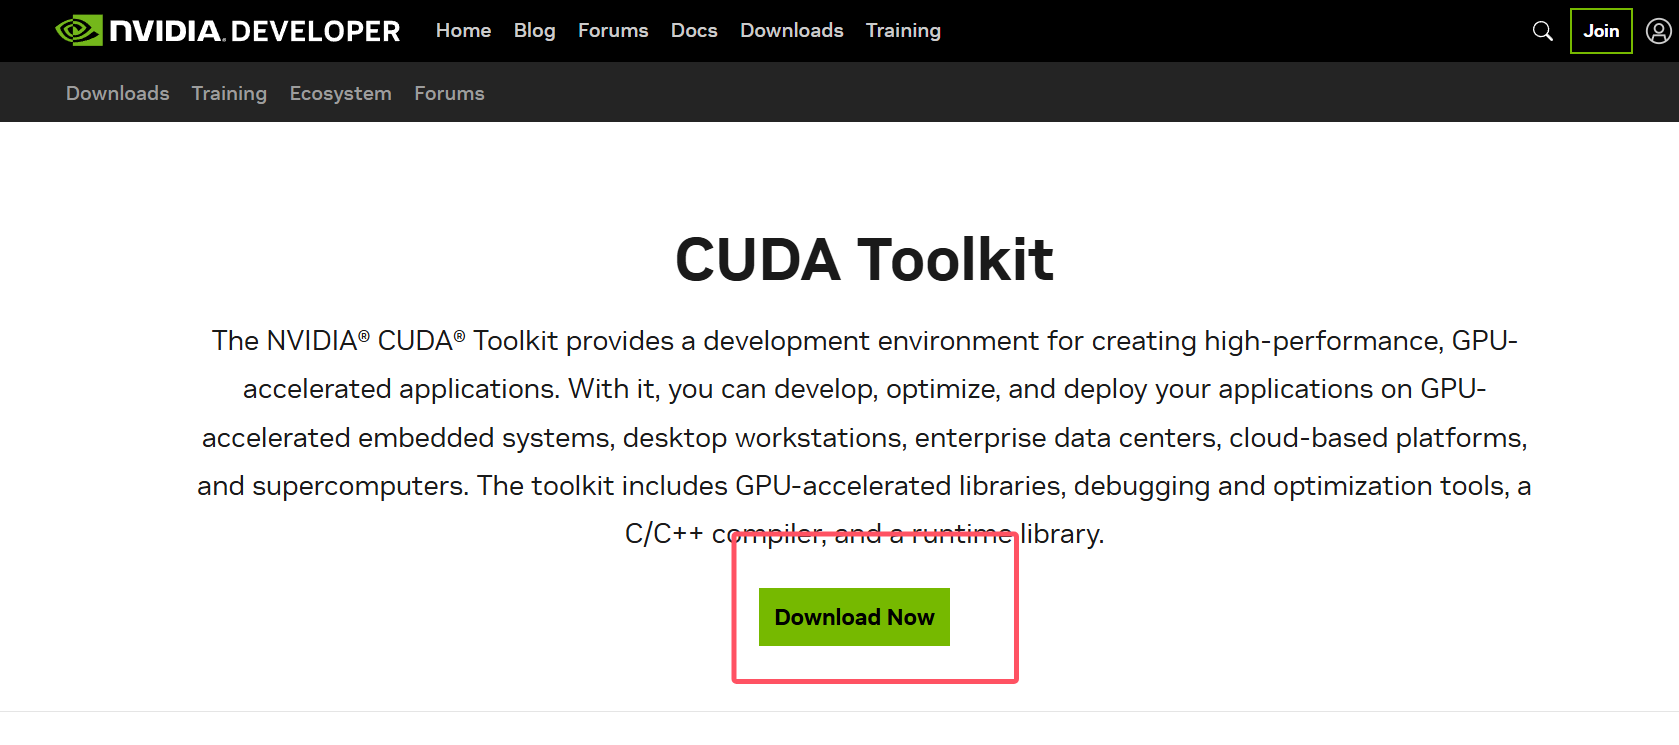 NVIDIA. DEVELOPER Home Blog Forums Docs Downloads Training Join
Downloads Training Ecosystem Forums
CUDA Toolkit
The NVIDIA® CUDA® Toolkit provides a development environment for creating high-performance, GPU-
accelerated applications. With it, you can develop, optimize, and deploy your applications on GPU-
accelerated embedded systems, desktop workstations, enterprise data centers, cloud-based platforms,
and supercomputers. The toolkit includes GPU-accelerated libraries, debugging and optimization tools, a
C/C++ compiler, and a runtime library.
Download Now